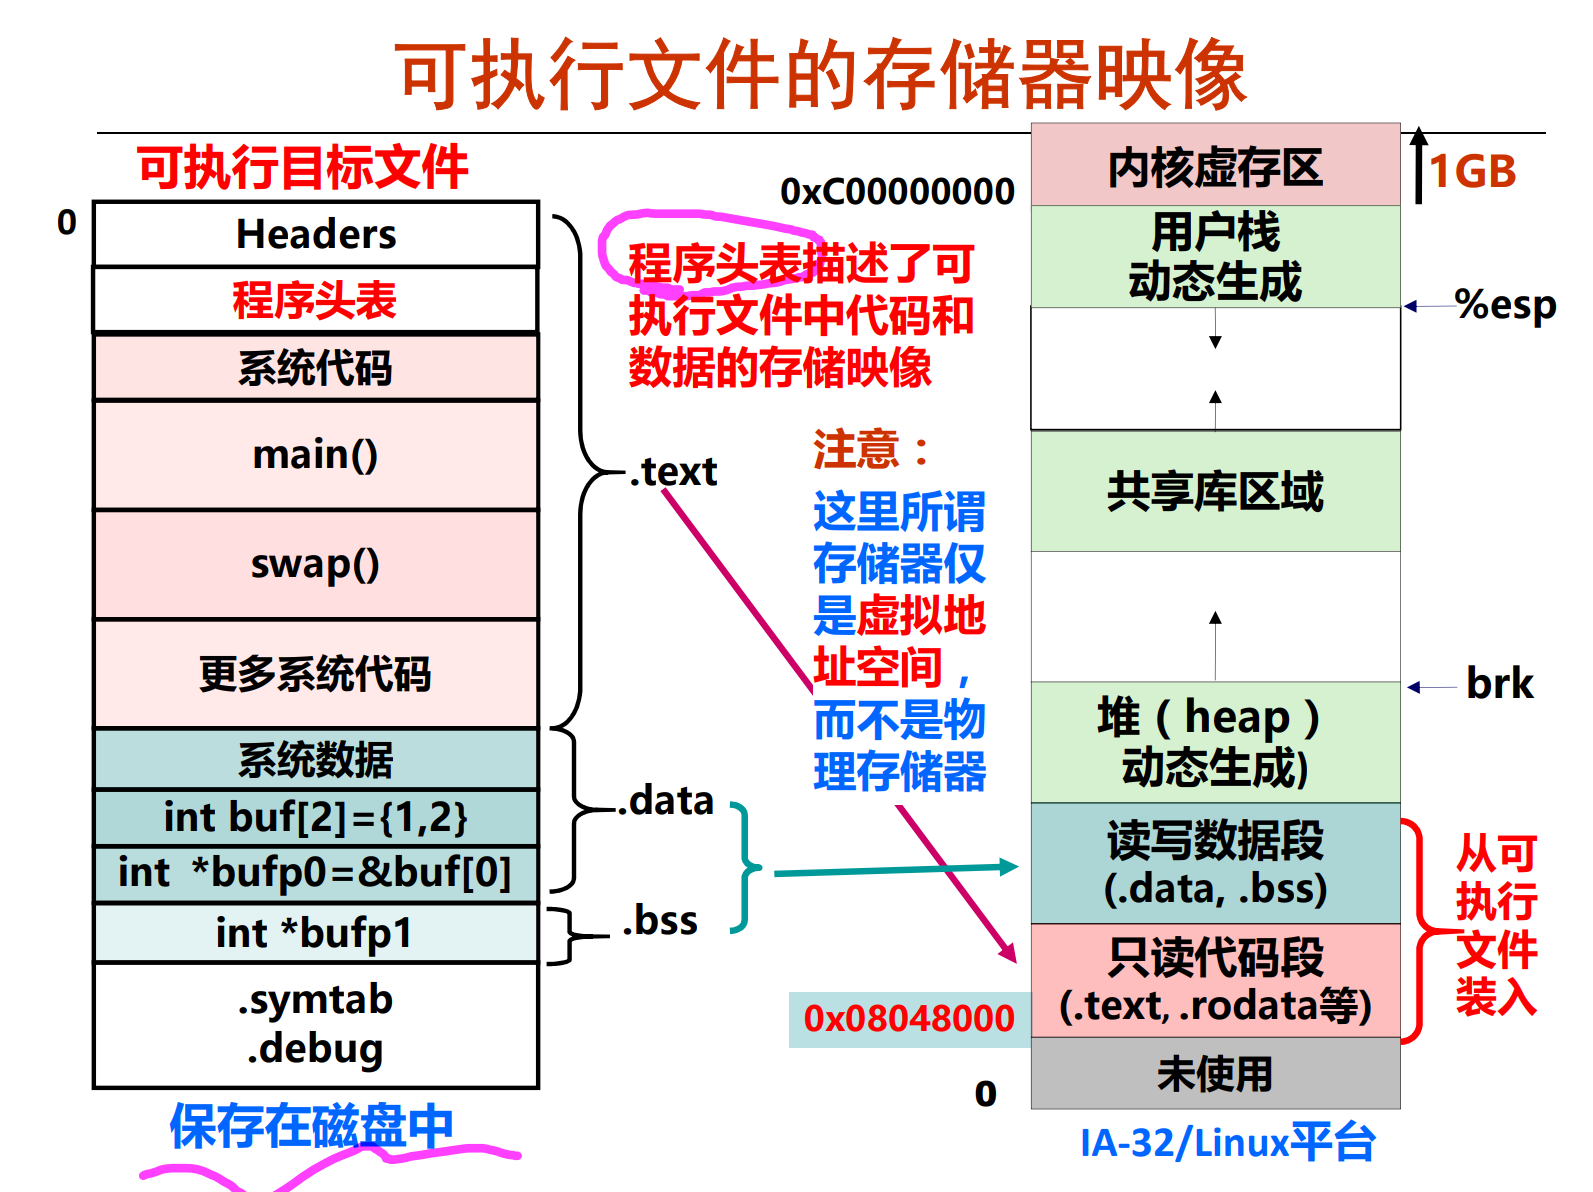 可执行文件的存储器映像
可执行目标文件
0
Headers
程序头表
系统代码
main()
swap()
更多系统代码
系统数据
int buf[2]={1,2}
int *bufp0=&buf[0]
int *bufp1
.symtab
.debug
保存在磁盘中
.text
.data
.bss
程序头表描述了可
执行文件中代码和
数据的存储映像
注意：
这里所谓
存储器仅
是虚拟地
址空间，
而不是物
理存储器
0xC00000000
0x08048000
0
内核虚存区
用户栈
动态生成
共享库区域
堆（heap）
动态生成)
读写数据段
(.data, .bss)
只读代码段
(.text, .rodata等)
未使用
IA-32/Linux平台
1GB
%esp
brk
从可
执行
文件
装入